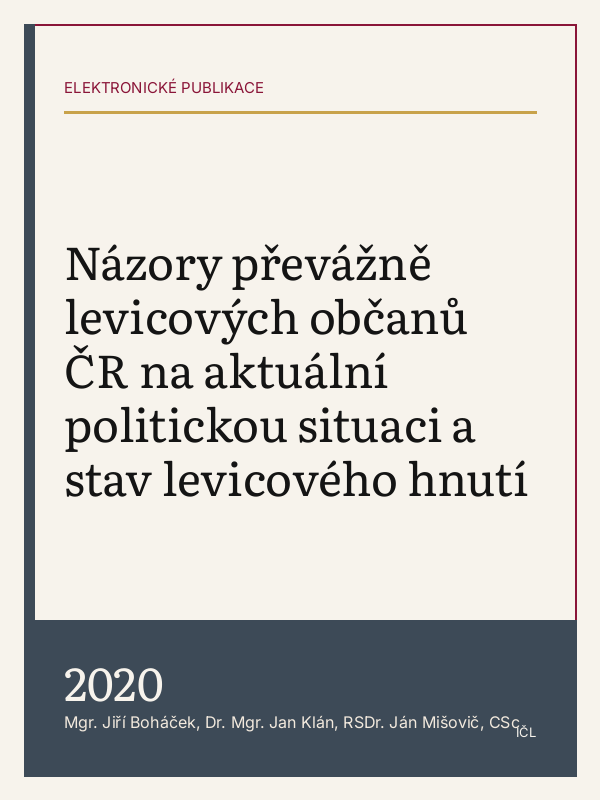 ELEKTRONICKÉ PUBLIKACE
Názory převážně
levicových občanů
ČR na aktuální
politickou situaci a
stav levicového hnutí
2020
Mgr. Jiří Boháček, Dr. Mgr. Jan Klán, RSDr. Ján Mišovič, CSc.
IČL